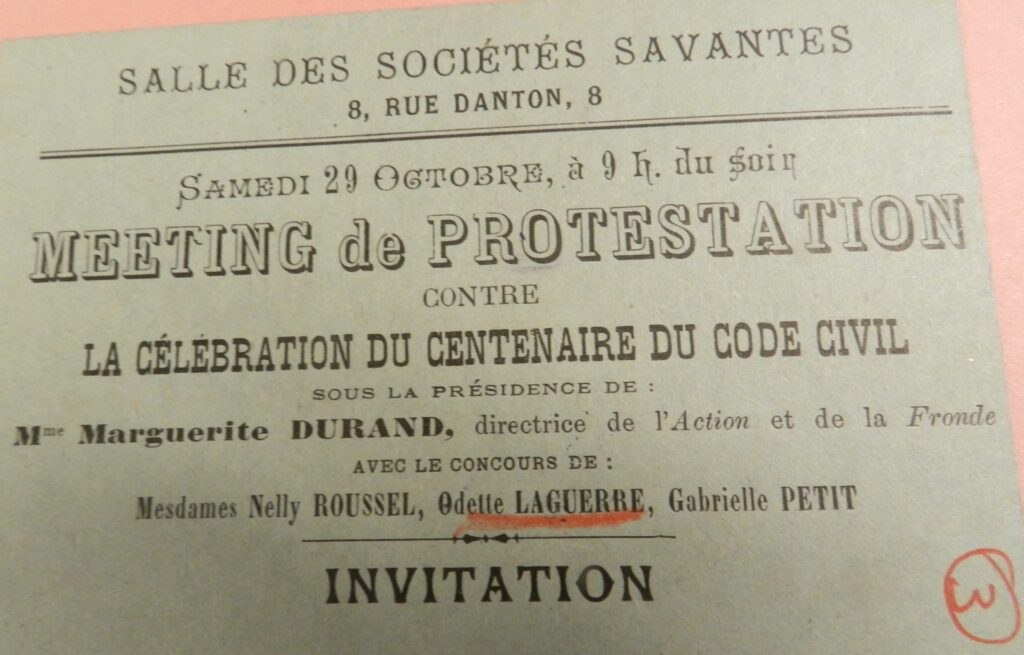 SALLE DES SOCIÉTÉS SAVANTES
8, RUE DANTON, 8
SAMEDI 29 OCTOBRE, à 9 h. du soir
MEETING de PROTESTATION
CONTRE
LA CÉLÉBRATION DU CENTENAIRE DU CODE CIVIL
SOUS LA PRÉSIDENCE DE :
Mme Marguerite DURAND, directrice de l'Action et de la Fronde
AVEC LE CONCOURS DE :
Mesdames Nelly ROUSSEL, Odette LAGUERRE, Gabrielle PETIT
INVITATION